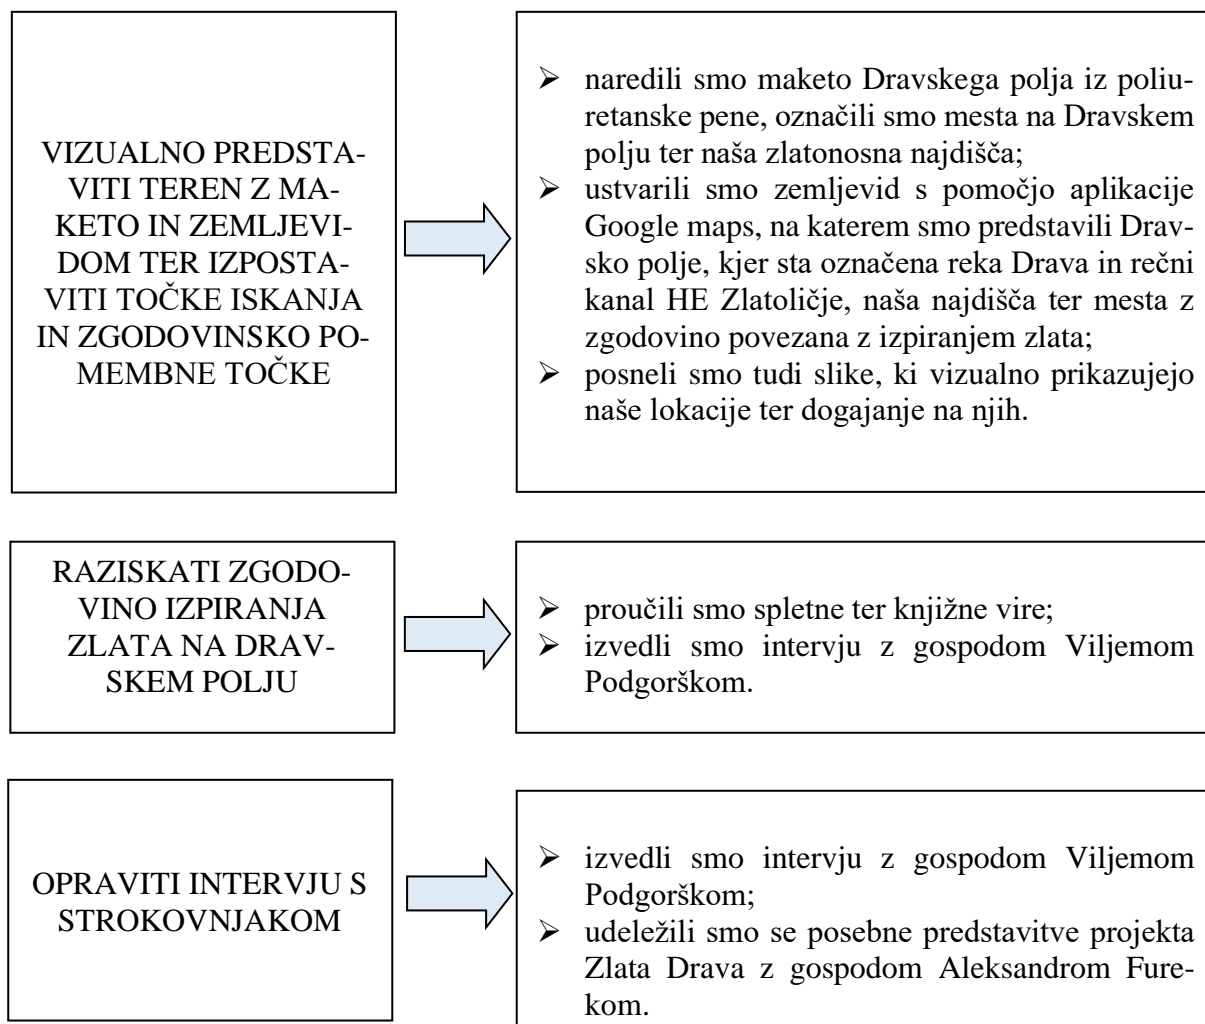 VIZUALNO PREDSTA-
VITI TEREN Z MA-
KETO IN ZEMLJEVI-
DOM TER IZPOSTA-
VITI TOČKE ISKANJA
IN ZGODOVINSKO PO-
MEMBNE TOČKE
➢ naredili smo maketo Dravskega polja iz poliu-
retanske pene, označili smo mesta na Dravskem
polju ter naša zlatonosna najdišča;
➢ ustvarili smo zemljevid s pomočjo aplikacije
Google maps, na katerem smo predstavili Drav-
sko polje, kjer sta označena reka Drava in rečni
kanal HE Zlatoličje, naša najdišča ter mesta z
zgodovino povezana z izpiranjem zlata;
➢ posneli smo tudi slike, ki vizualno prikazujejo
naše lokacije ter dogajanje na njih.
RAZISKATI ZGODO-
VINO IZPIRANJA
ZLATA NA DRAV-
SKEM POLJU
➢ proučili smo spletne ter knjižne vire;
➢ izvedli smo intervju z gospodom Viljemom
Podgorškom.
OPRAVITI INTERVJU S
STROKOVNJAKOM
➢ izvedli smo intervju z gospodom Viljemom
Podgorškom;
➢ udeležili smo se posebne predstavitve projekta
Zlata Drava z gospodom Aleksandrom Fure-
kom.